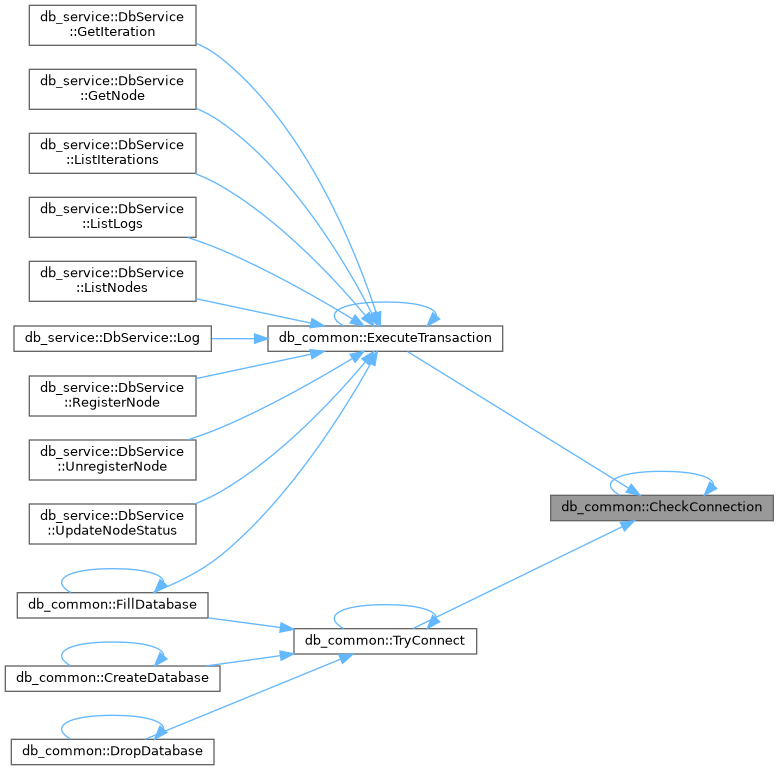 db_service::DbService
::GetIteration
db_service::DbService
::GetNode
db_service::DbService
::ListIterations
db_service::DbService
::ListLogs
db_service::DbService
::ListNodes
db_service::DbService::Log
db_common::ExecuteTransaction
db_service::DbService
::RegisterNode
db_service::DbService
::UnregisterNode
db_common::CheckConnection
db_service::DbService
::UpdateNodeStatus
db_common::FillDatabase
db_common::TryConnect
db_common::CreateDatabase
db_common::DropDatabase